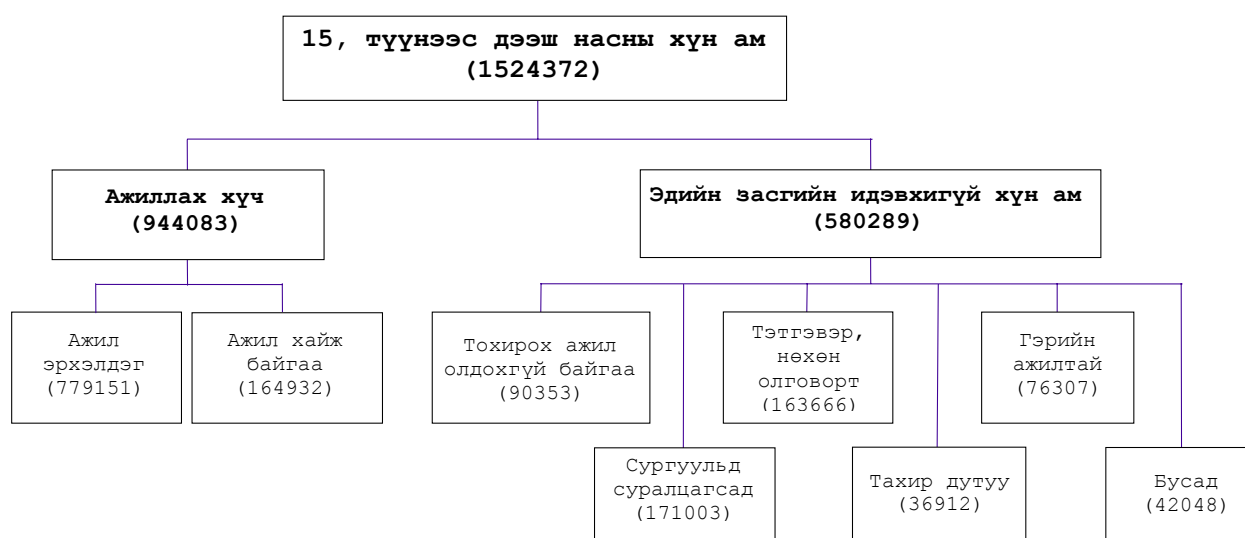 15, түүнээс дээш насны хүн ам
(1524372)
Ажиллах хүч
(944083)
Эдийн засгийн идэвхигүй хүн ам
(580289)
Ажил
эрхэлдэг
(779151)
Ажил хайж
байгаа
(164932)
Тохирох ажил
олдохгүй байгаа
(90353)
Тэтгэвэр,
нөхөн
олговорт
(163666)
Гэрийн
ажилтай
(76307)
Сургуульд
суралцагсад
(171003)
Тахир дутуу
(36912)
Бусад
(42048)